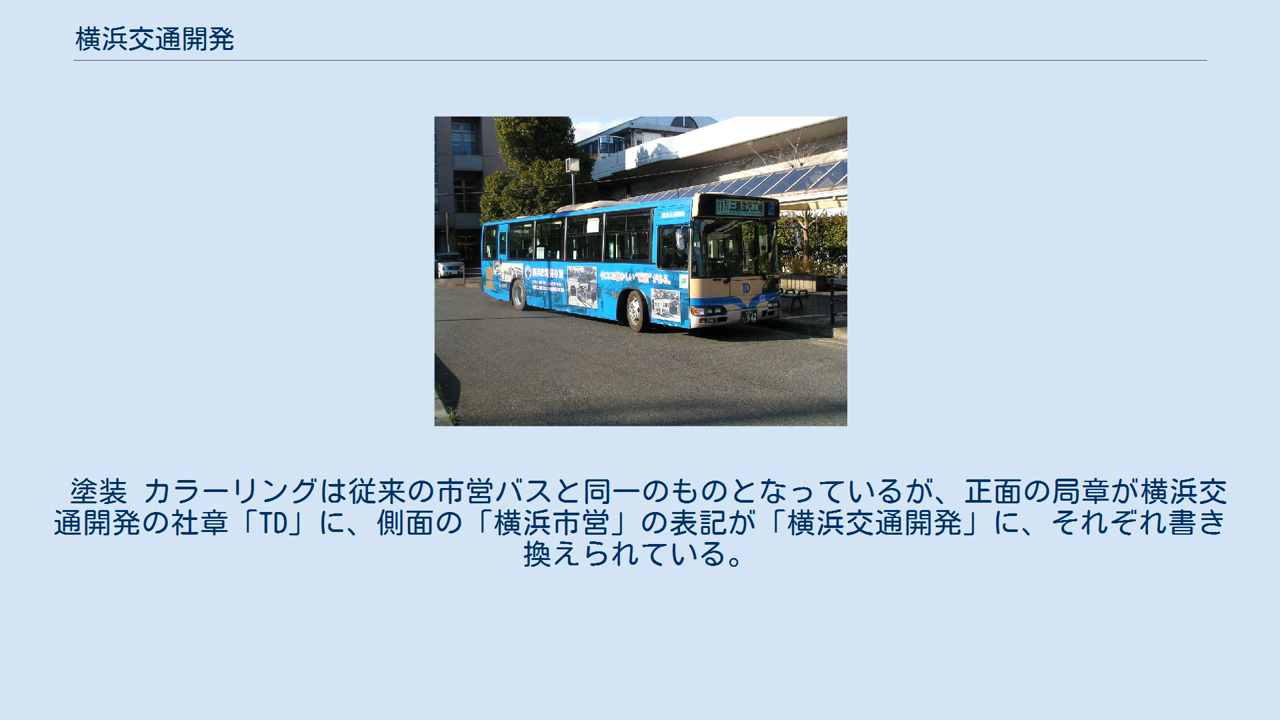 横浜交通開発
塗装 カラーリングは従来の市営バスと同一のものとなっているが、正面の局章が横浜交
通開発の社章「TD」に、側面の「横浜市営」の表記が「横浜交通開発」に、それぞれ書き
換えられている。